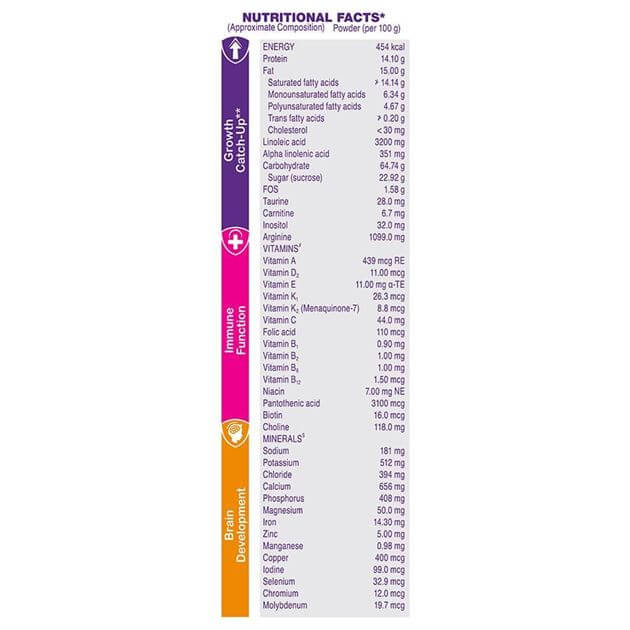 NUTRITIONAL FACTS*
(Approximate Composition) Powder (per 100 g)
ENERGY 454 kcal
Protein 14.10 g
Fat 15.00 g
Saturated fatty acids ≯ 14.14 g
Monounsaturated fatty acids 6.34 g
Polyunsaturated fatty acids 4.67 g
Trans fatty acids ≯ 0.20 g
Cholesterol < 30 mg
Linoleic acid 3200 mg
Alpha linolenic acid 351 mg
Carbohydrate 64.74 g
Sugar (sucrose) 22.92 g
FOS 1.58 g
Taurine 28.0 mg
Carnitine 6.7 mg
Inositol 32.0 mg
Arginine 1099.0 mg
VITAMINS#
Vitamin A 439 mcg RE
Vitamin D₂ 11.00 mcg
Vitamin E 11.00 mg α-TE
Vitamin K₁ 26.3 mcg
Vitamin K₂ (Menaquinone-7) 8.8 mcg
Vitamin C 44.0 mg
Folic acid 110 mcg
Vitamin B₁ 0.90 mg
Vitamin B₂ 1.00 mg
Vitamin B₆ 1.00 mg
Vitamin B₁₂ 1.50 mcg
Niacin 7.00 mg NE
Pantothenic acid 3100 mcg
Biotin 16.0 mcg
Choline 118.0 mg
MINERALS$
Sodium 181 mg
Potassium 512 mg
Chloride 394 mg
Calcium 656 mg
Phosphorus 408 mg
Magnesium 50.0 mg
Iron 14.30 mg
Zinc 5.00 mg
Manganese 0.98 mg
Copper 400 mcg
Iodine 99.0 mcg
Selenium 32.9 mcg
Chromium 12.0 mcg
Molybdenum 19.7 mcg
Growth
Catch-Up**
Immune
Function
Brain
Development